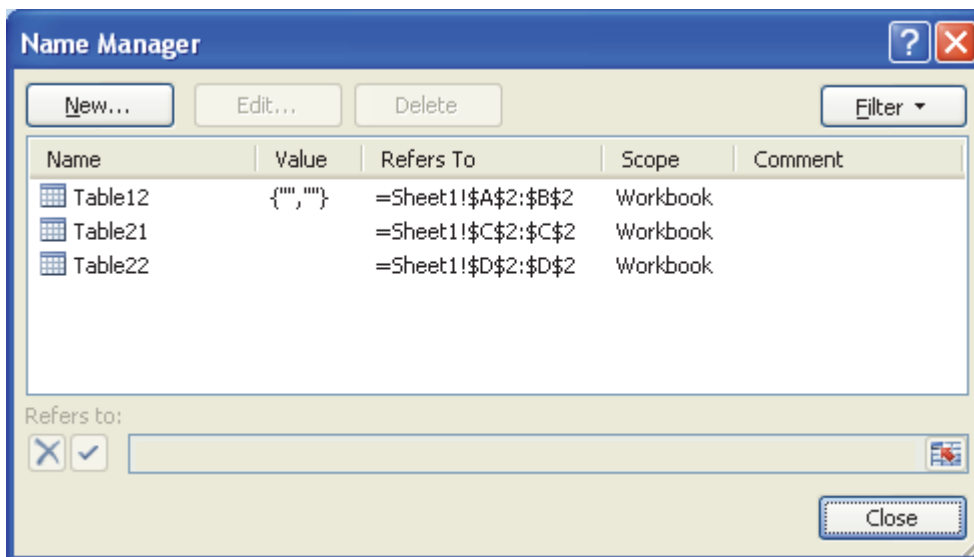 Name Manager
New... Edit... Delete Filter
Name Value Refers To Scope Comment
Table12 {"",""} =Sheet1!$A$2:$B$2 Workbook
Table21 =Sheet1!$C$2:$C$2 Workbook
Table22 =Sheet1!$D$2:$D$2 Workbook
Refers to:
Close